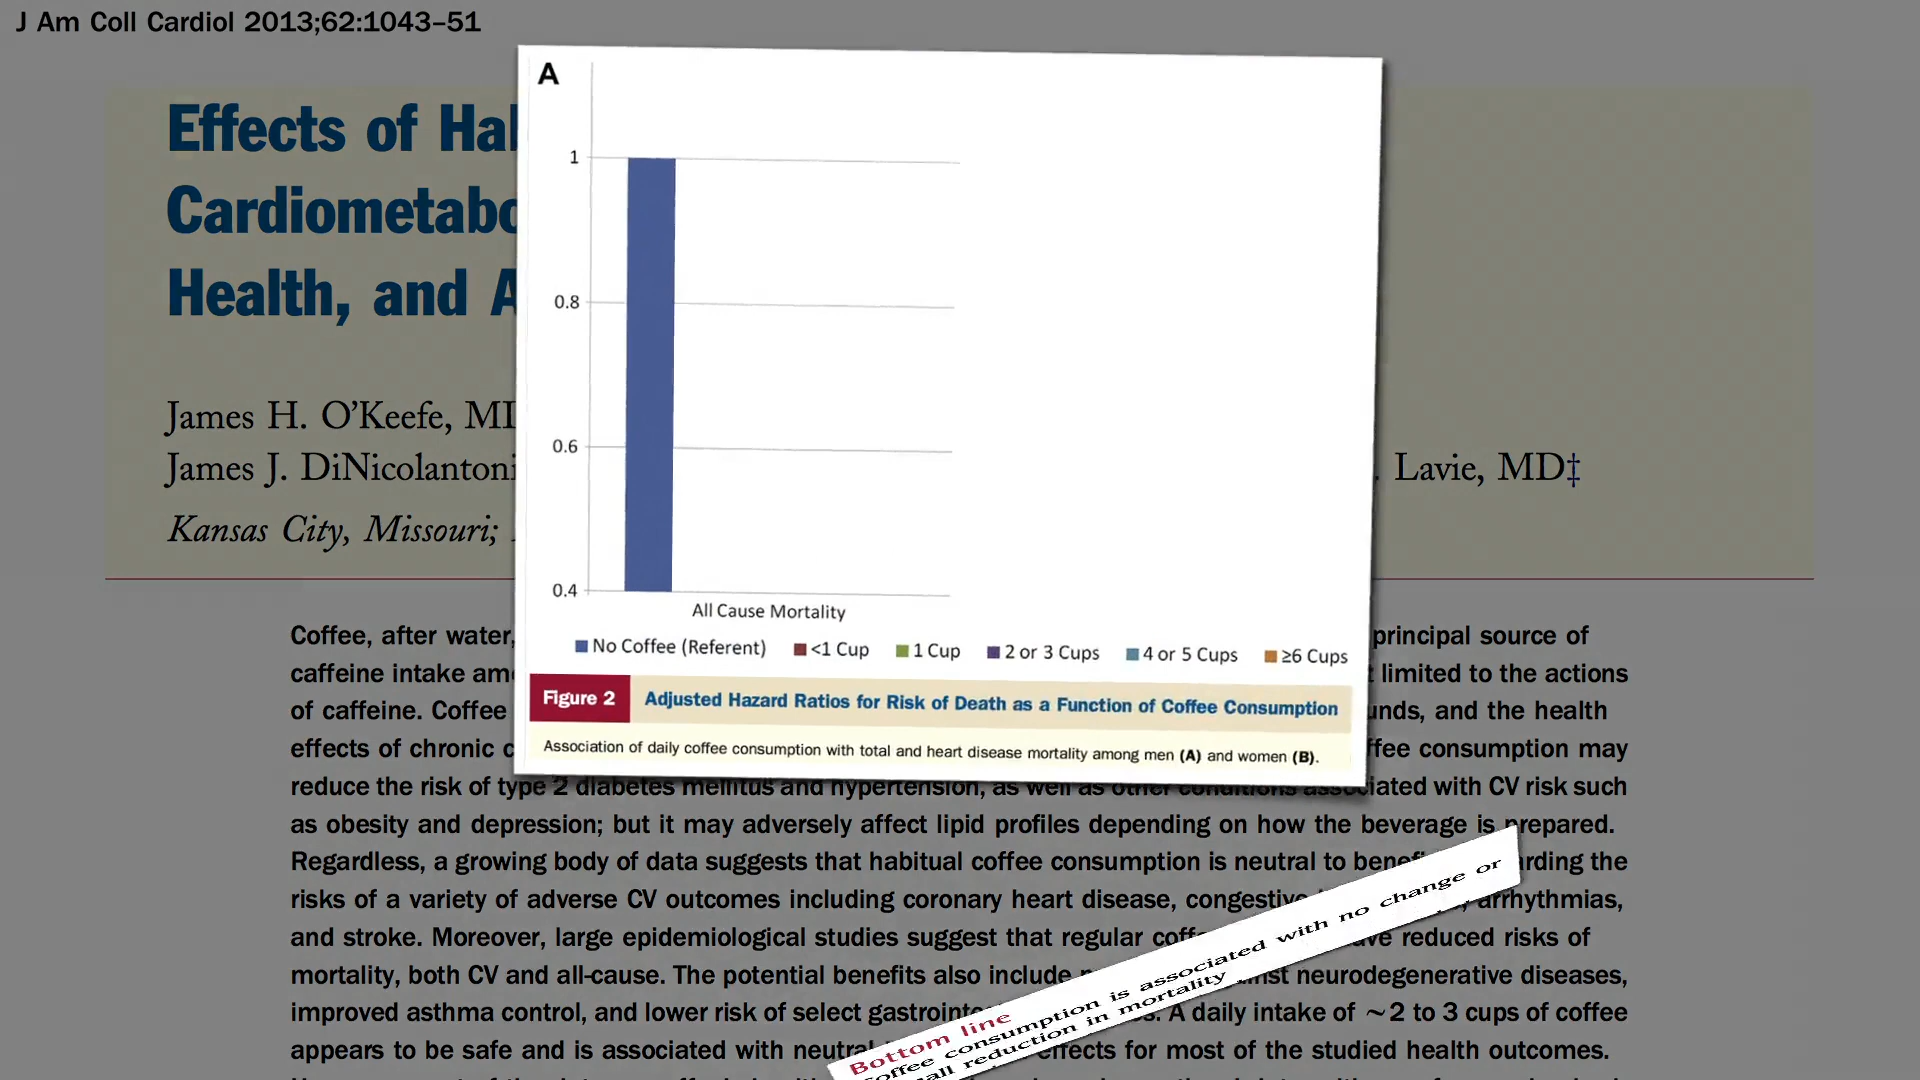 J Am Coll Cardiol 2013;62:1043–51
Effects of Hal
Cardiometabo
Health, and A
James H. O’Keefe, MD
James J. DiNicolantoni
. Lavie, MD‡
Kansas City, Missouri;
A
1
0.8
0.6
0.4
All Cause Mortality
No Coffee (Referent) <1 Cup 1 Cup 2 or 3 Cups 4 or 5 Cups ≥6 Cups
Figure 2 Adjusted Hazard Ratios for Risk of Death as a Function of Coffee Consumption
Association of daily coffee consumption with total and heart disease mortality among men (A) and women (B).
Coffee, after water, principal source of
caffeine intake limited to the actions
of caffeine. Coffee and the health
effects of chronic consumption may
reduce the risk of type 2 diabetes mellitus and hypertension, as well as other conditions associated with CV risk such
as obesity and depression; but it may adversely affect lipid profiles depending on how the beverage is prepared.
Regardless, a growing body of data suggests that habitual coffee consumption is neutral to the
risks of a variety of adverse CV outcomes including coronary heart disease, congestive arrhythmias,
and stroke. Moreover, large epidemiological studies suggest that regular reduced risks of
mortality, both CV and all-cause. The potential benefits also include neurodegenerative diseases,
improved asthma control, and lower risk of select A daily intake of ~2 to 3 cups of coffee
appears to be safe and is associated with effects for most of the studied health outcomes.
Bottom line
Coffee consumption is associated with no change or
reduction in mortality